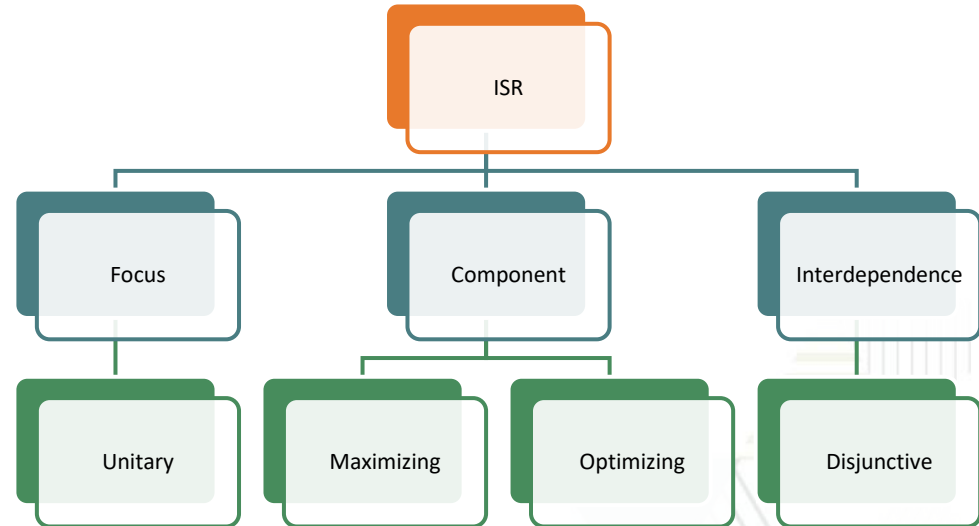 ISR
Focus
Component
Interdependence
Unitary
Maximizing
Optimizing
Disjunctive